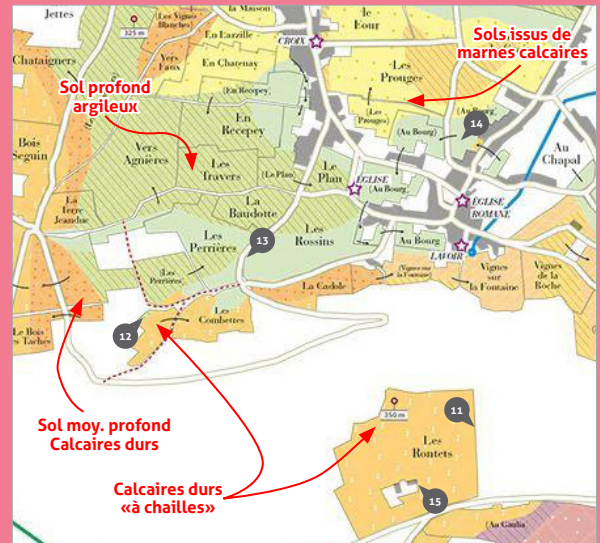 Jettes
(Les Vignes
Blanches)
325 m
la Maison
le
Four
En Earzille
CROIX
Sols issus de
marnes calcaires
Chataigners
Vers
Faux
En Chatenay
Les
Prouges
Sol profond
argileux
(En Recepey)
(Les
Prouges)
(Au Bourg)
14
En
Recepey
(Au Bourg)
Bois
Seguin
Vers
Agnières
Les
Travers
(Le Plan)
Le
Plan
ÉGLISE
(Au Bourg)
Au
Chapal
La
Terre
Jeanduc
La
Baudotte
ÉGLISE
ROMANE
Les
Perrières
13
Les
Rossins
Au Bourg
LAVOIR
(Les
Perrières)
La Cadole
(Vignes sur
la Fontaine)
Vignes
sur
la Fontaine
Vignes
de la
Roche
Le Bois
des Taches
12
Les
Combettes
350 m
11
Sol moy. profond
Calcaires durs
Les
Rontets
Calcaires durs
«à chailles»
15
(Au Gaulia)